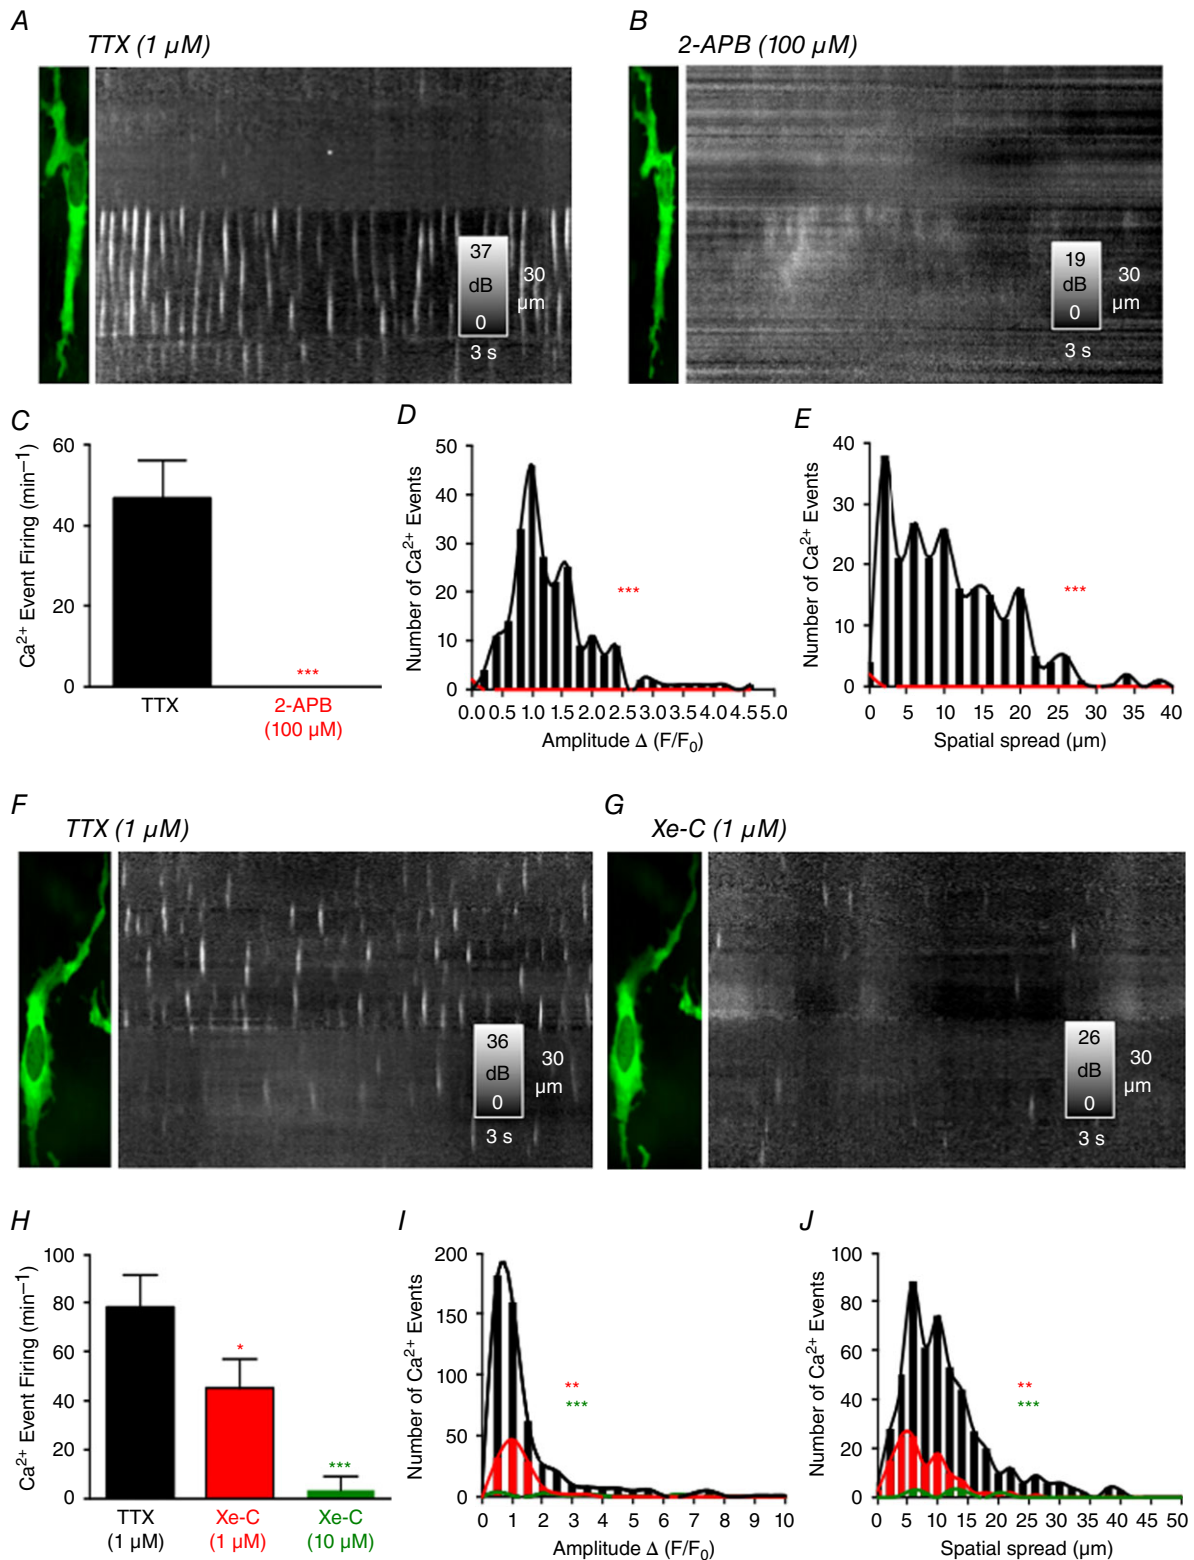 A
TTX (1 µM)
37
dB
0
30
µm
3 s
B
2-APB (100 µM)
19
dB
0
30
µm
3 s
C
Ca²⁺ Event Firing (min⁻¹)
60
40
20
0
***
TTX
2-APB
(100 µM)
D
Number of Ca²⁺ Events
50
40
30
20
10
0
***
0.0 0.5 1.0 1.5 2.0 2.5 3.0 3.5 4.0 4.5 5.0
Amplitude Δ (F/F₀)
E
Number of Ca²⁺ Events
40
30
20
10
0
***
0 5 10 15 20 25 30 35 40
Spatial spread (µm)
F
TTX (1 µM)
36
dB
0
30
µm
3 s
G
Xe-C (1 µM)
26
dB
0
30
µm
3 s
H
Ca²⁺ Event Firing (min⁻¹)
100
80
60
40
20
0
*
***
TTX
(1 µM)
Xe-C
(1 µM)
Xe-C
(10 µM)
I
Number of Ca²⁺ Events
200
150
100
50
0
**
***
0 1 2 3 4 5 6 7 8 9 10
Amplitude Δ (F/F₀)
J
Number of Ca²⁺ Events
100
80
60
40
20
0
**
***
0 5 10 15 20 25 30 35 40 50
Spatial spread (µm)